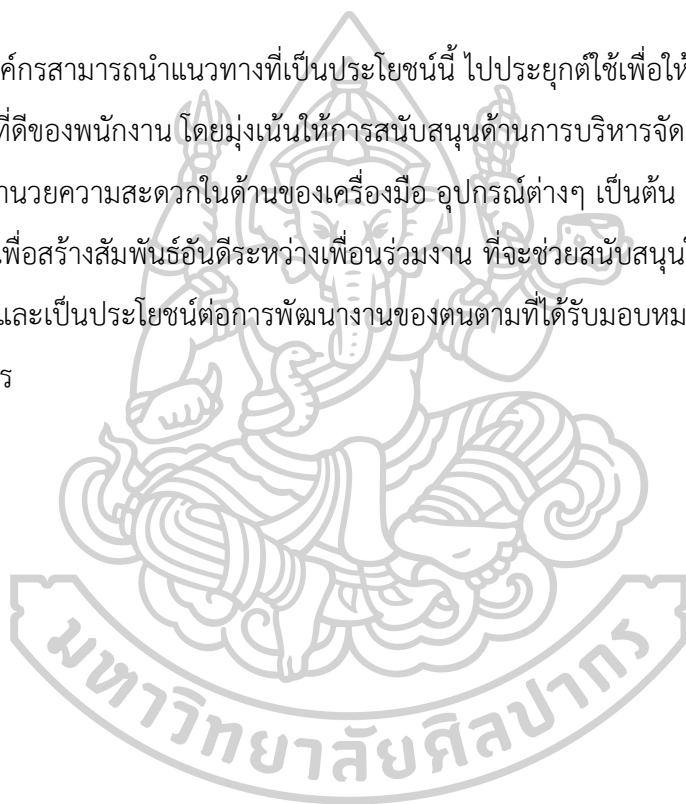 ค์กรสามารถนำแนวทางที่เป็นประโยชน์นี้ ไปประยุกต์ใช้เพื่อให้
ที่ดีของพนักงาน โดยมุ่งเน้นให้การสนับสนุนด้านการบริหารจัด
านวยความสะดวกในด้านของเครื่องมือ อุปกรณ์ต่างๆ เป็นต้น
เพื่อสร้างสัมพันธ์อันดีระหว่างเพื่อนร่วมงาน ที่จะช่วยสนับสนุนใ
และเป็นประโยชน์ต่อการพัฒนางานของตนตามที่ได้รับมอบหม
ร
มหาวิทยาลัยศิลปากร